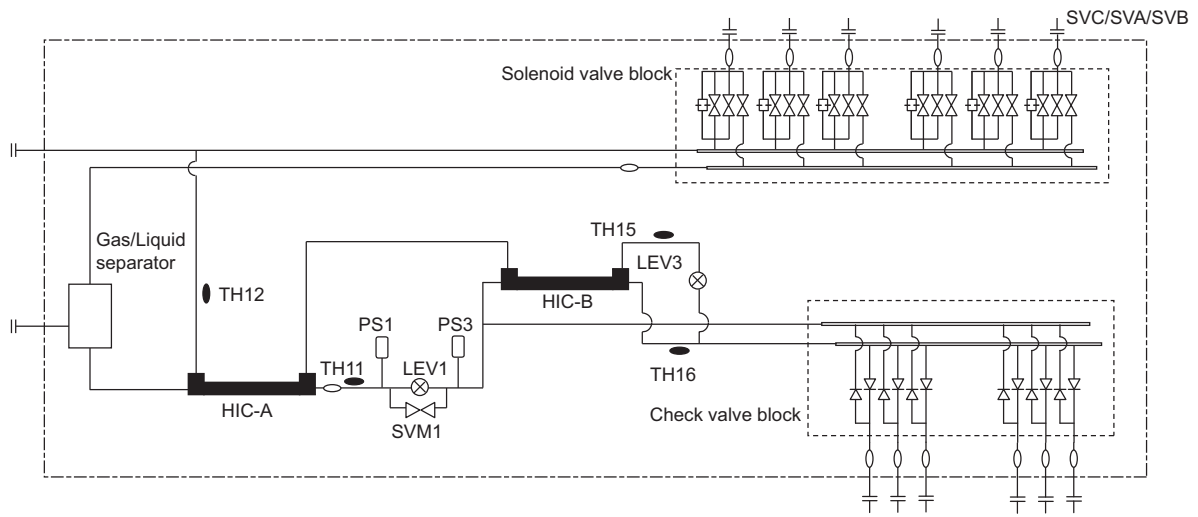 SVC/SVA/SVB
Solenoid valve block
Gas/Liquid
separator
TH12
TH15
LEV3
HIC-B
PS1
PS3
TH11
LEV1
TH16
HIC-A
SVM1
Check valve block